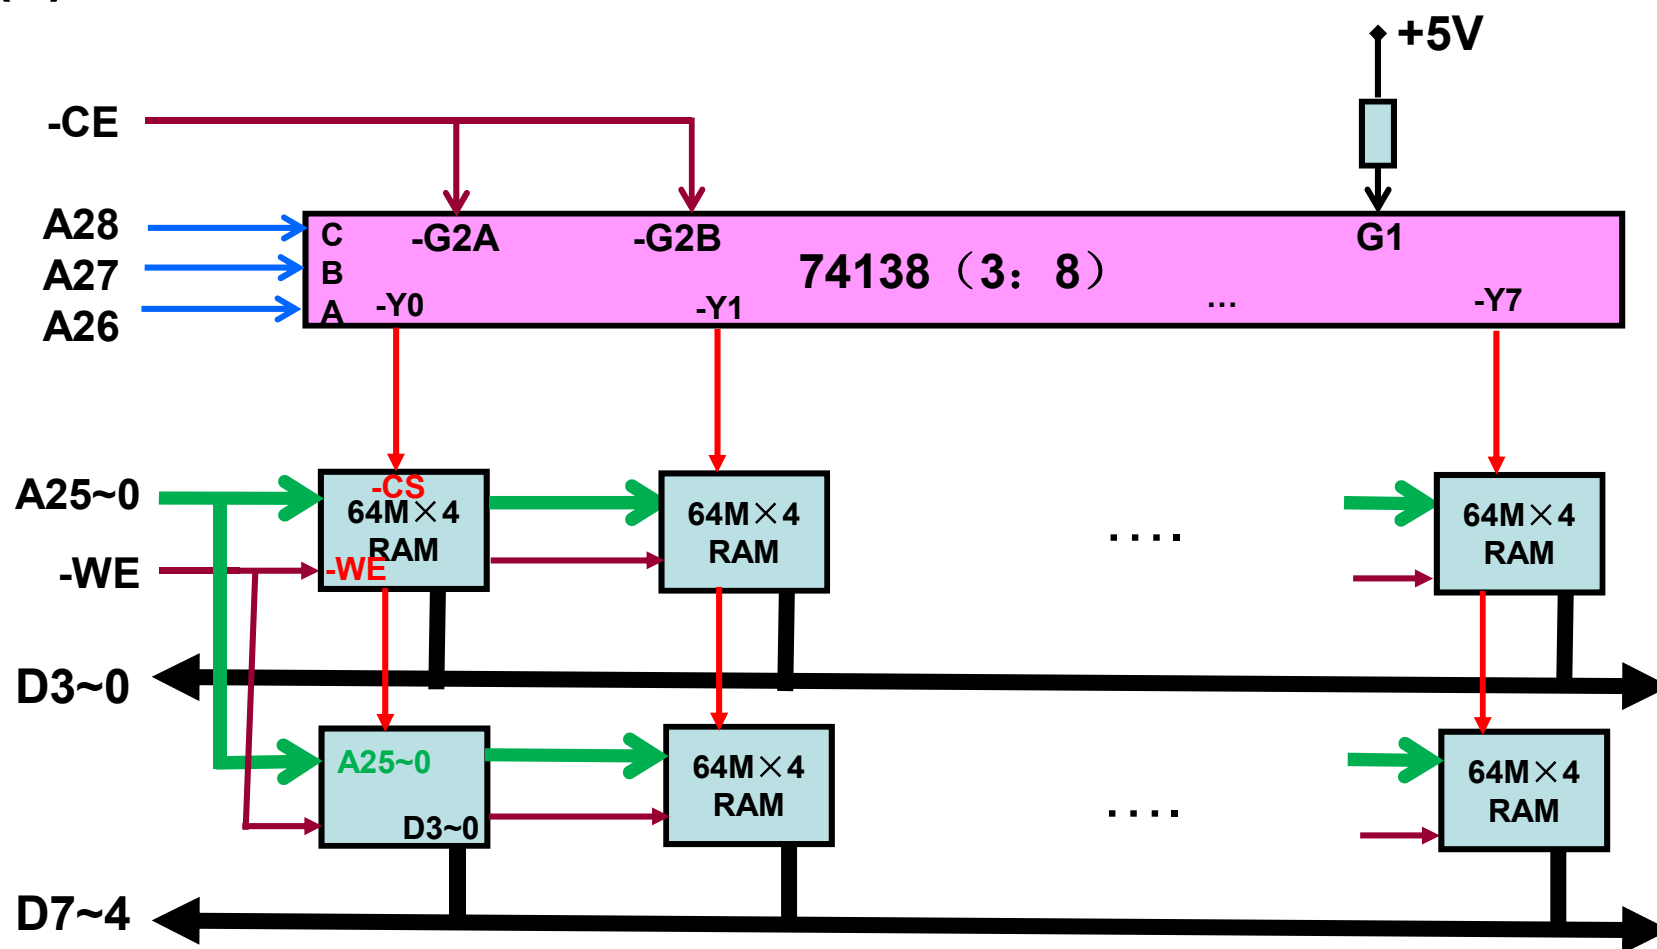 +5V
-CE
A28
A27
A26
C
B
A
-G2A
-G2B
G1
74138（3：8）
-Y0
-Y1
...
-Y7
A25~0
-WE
-CS
64M×4
RAM
-WE
64M×4
RAM
....
64M×4
RAM
D3~0
A25~0
D3~0
64M×4
RAM
....
64M×4
RAM
D7~4